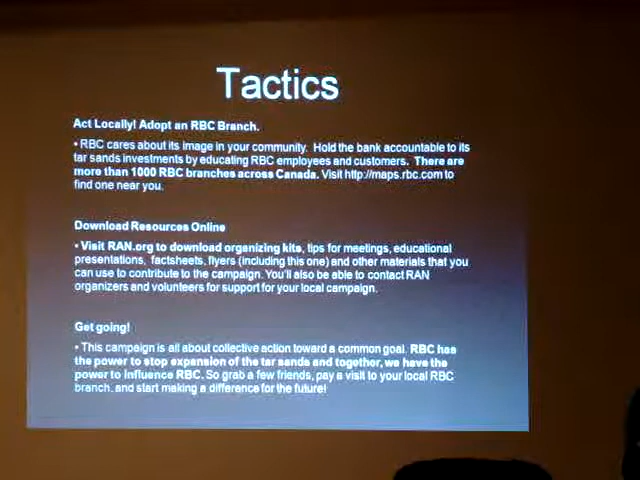 Tactics
Act Locally! Adopt an RBC Branch.
• RBC cares about its image in your community. Hold the bank accountable to its
tar sands investments by educating RBC employees and customers. There are
more than 1000 RBC branches across Canada. Visit http://maps.rbc.com to
find one near you.
Download Resources Online
• Visit RAN.org to download organizing kits, tips for meetings, educational
presentations, factsheets, flyers (including this one) and other materials that you
can use to contribute to the campaign. You'll also be able to contact RAN
organizers and volunteers for support for your local campaign.
Get going!
• This campaign is all about collective action toward a common goal. RBC has
the power to stop expansion of the tar sands and together, we have the
power to influence RBC. So grab a few friends, pay a visit to your local RBC
branch, and start making a difference for the future!